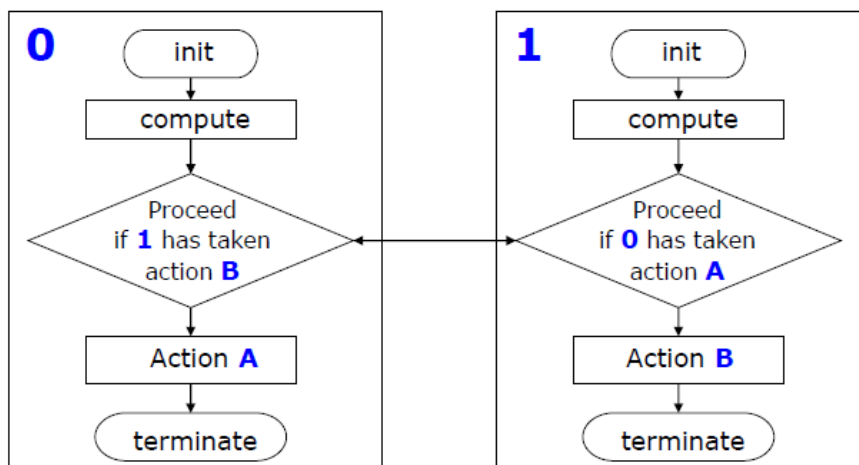 0
init
compute
Proceed
if 1 has taken
action B
Action A
terminate
1
init
compute
Proceed
if 0 has taken
action A
Action B
terminate